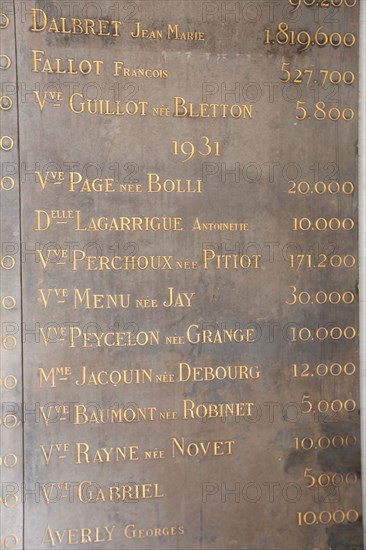 90.200
DALBRET JEAN MARIE 1.819.600
FALLOT FRANÇOIS 527.700
VVE GUILLOT NÉE BLETTON 5.800
1931
VVE PAGE NÉE BOLLI 20.000
DELLE LAGARRIGUE ANTOINETTE 10.000
VVE PERCHOUX NÉE PITIOT 171.200
VVE MENU NÉE JAY 30.000
VVE PEYCELON NÉE GRANGE 10.000
MME JACQUIN NÉE DEBOURG 12.000
VVE BAUMONT NÉE ROBINET 5.000
VVE RAYNE NÉE NOVET 10.000
VVE GABRIEL 5.000
AVERLY GEORGES 10.000